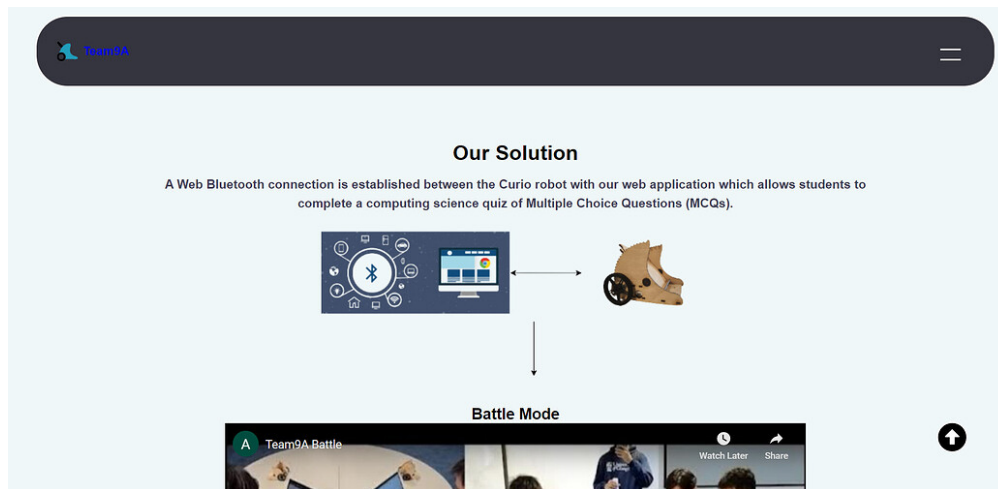 Team9A
Our Solution
A Web Bluetooth connection is established between the Curio robot with our web application which allows students to
complete a computing science quiz of Multiple Choice Questions (MCQs).
Battle Mode
A
Team9A Battle
Watch Later
Share